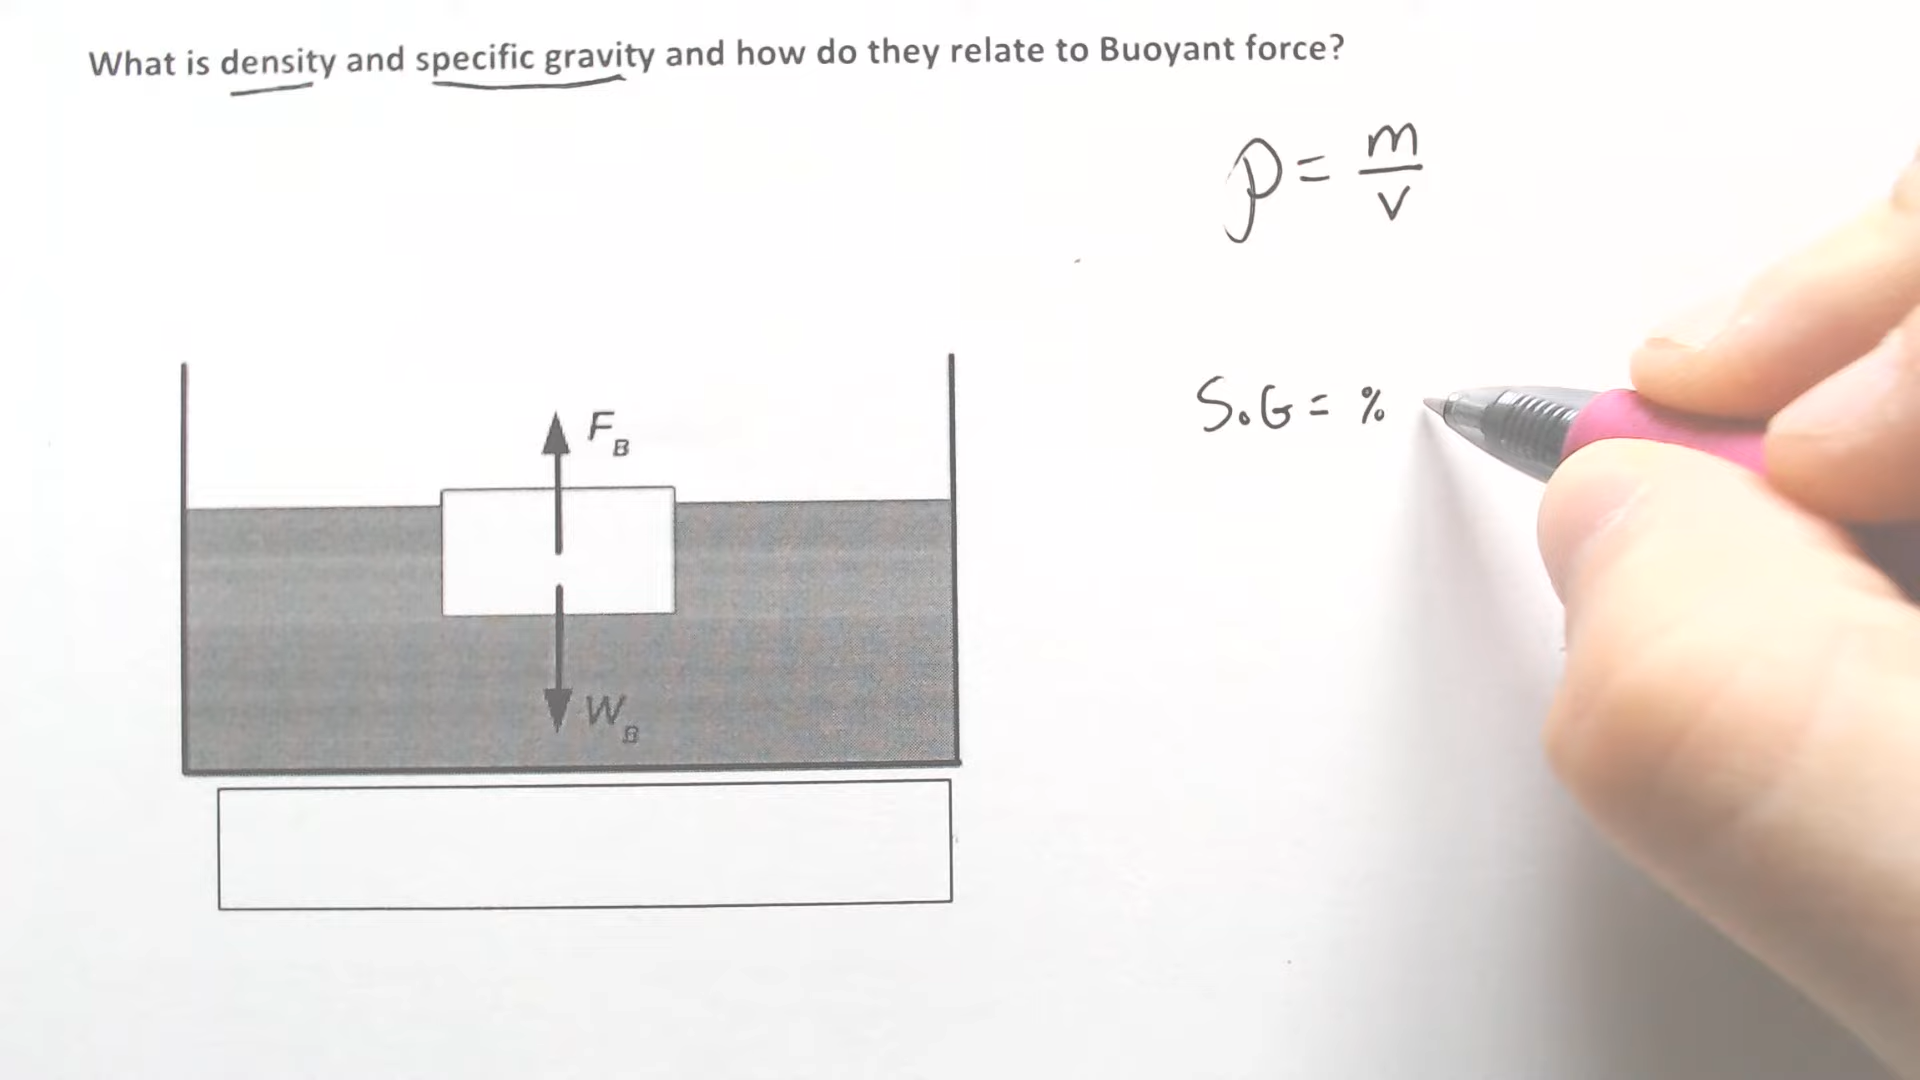 What is density and specific gravity and how do they relate to Buoyant force?
ρ = m/v
S.G = %
F_B
W_B